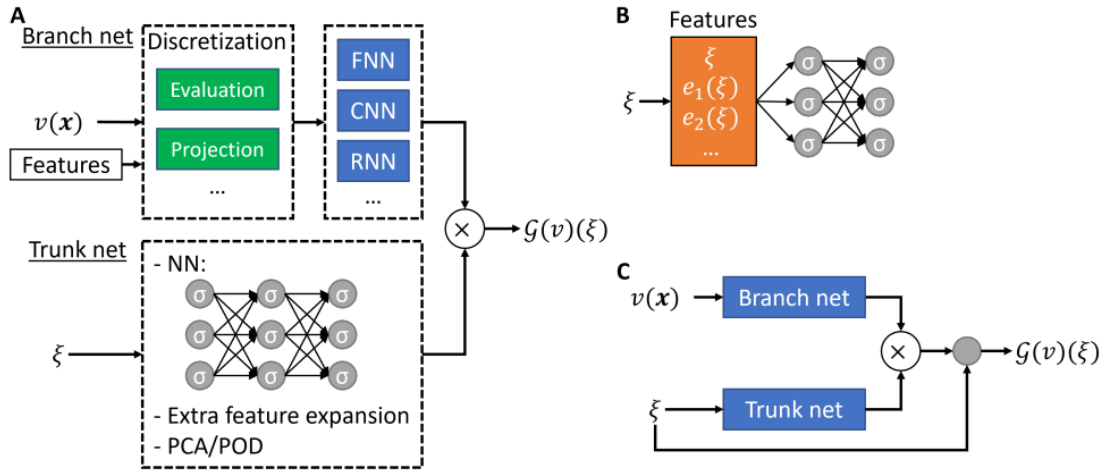 A
Branch net
Discretization
Evaluation
Projection
...
v(x)
Features
FNN
CNN
RNN
...
×
G(v)(ξ)
Trunk net
- NN:
σ σ σ
σ σ σ
σ σ σ
ξ
- Extra feature expansion
- PCA/POD
B
Features
ξ
ξ
e₁(ξ)
e₂(ξ)
...
σ σ
σ σ
σ σ
C
v(x)
Branch net
×
G(v)(ξ)
ξ
Trunk net